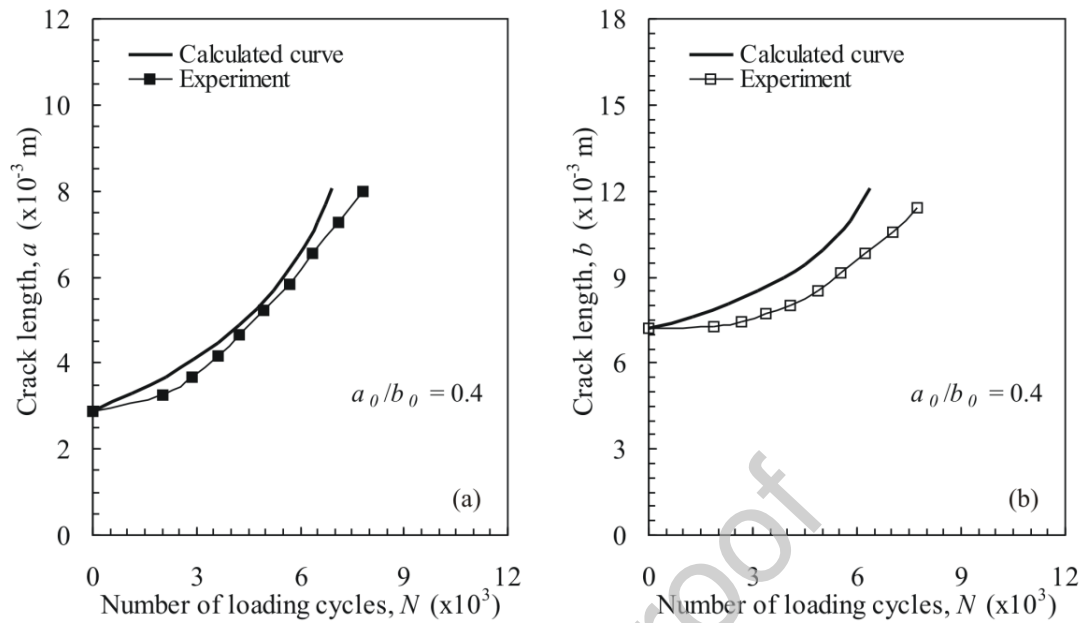 12
10
8
6
4
2
0
Crack length, a (x10⁻³ m)
Calculated curve
Experiment
a₀/b₀ = 0.4
(a)
0 3 6 9 12
Number of loading cycles, N (x10³)
18
15
12
9
6
3
0
Crack length, b (x10⁻³ m)
Calculated curve
Experiment
a₀/b₀ = 0.4
(b)
0 3 6 9 12
Number of loading cycles, N (x10³)
roof